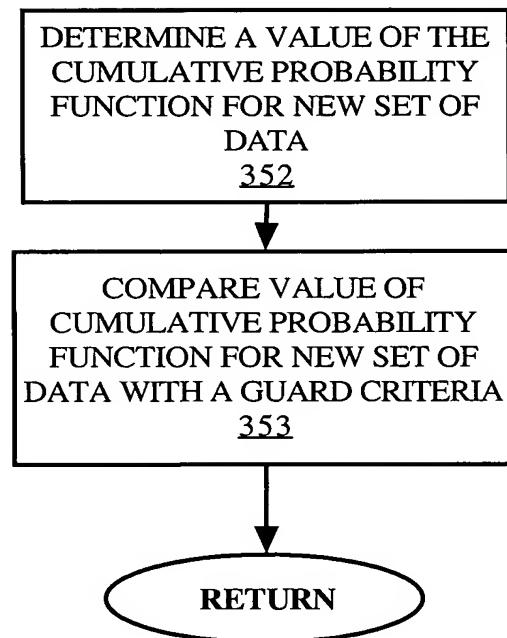 DETERMINE A VALUE OF THE
CUMULATIVE PROBABILITY
FUNCTION FOR NEW SET OF
DATA
352
COMPARE VALUE OF
CUMULATIVE PROBABILITY
FUNCTION FOR NEW SET OF
DATA WITH A GUARD CRITERIA
353
RETURN